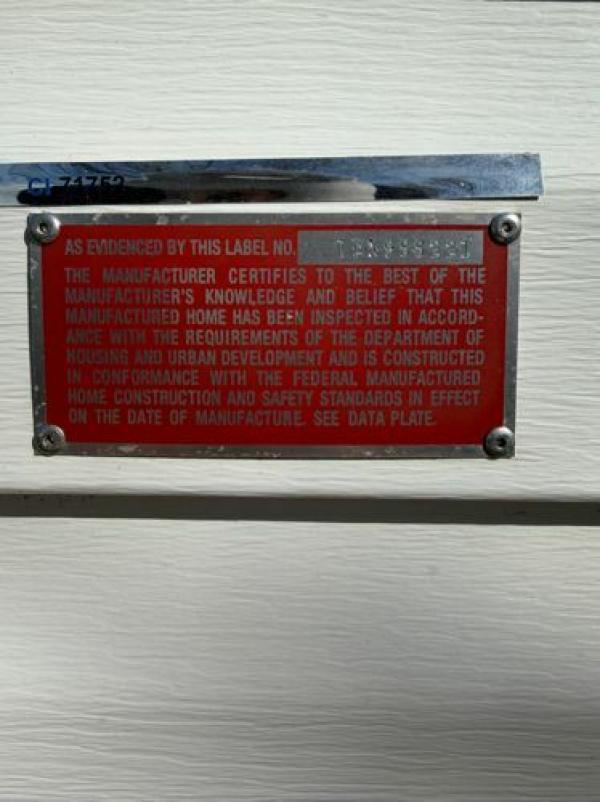 AS EVIDENCED BY THIS LABEL NO.
THE MANUFACTURER CERTIFIES TO THE BEST OF THE
MANUFACTURER'S KNOWLEDGE AND BELIEF THAT THIS
MANUFACTURED HOME HAS BEEN INSPECTED IN ACCORD-
ANCE WITH THE REQUIREMENTS OF THE DEPARTMENT OF
HOUSING AND URBAN DEVELOPMENT AND IS CONSTRUCTED
IN CONFORMANCE WITH THE FEDERAL MANUFACTURED
HOME CONSTRUCTION AND SAFETY STANDARDS IN EFFECT
ON THE DATE OF MANUFACTURE. SEE DATA PLATE.